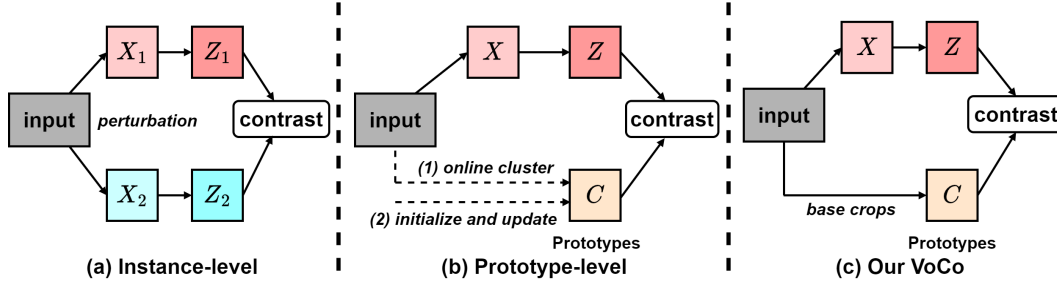 X₁
Z₁
input
perturbation
contrast
X₂
Z₂
(a) Instance-level
X
Z
input
contrast
(1) online cluster
(2) initialize and update
C
Prototypes
(b) Prototype-level
X
Z
input
contrast
base crops
C
Prototypes
(c) Our VoCo